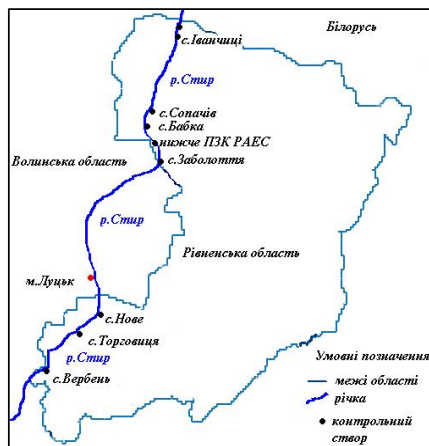 Білорусь
с.Іванчиці
р.Стир
с.Сопачів
с.Бабка
нижче ПЗК РАЕС
с.Заболоття
Волинська область
р.Стир
Рівненська область
м.Луцьк
с.Нове
с.Торговиця
р.Стир
с.Вербень
Умовні позначення
межі області
річка
контрольний
створ